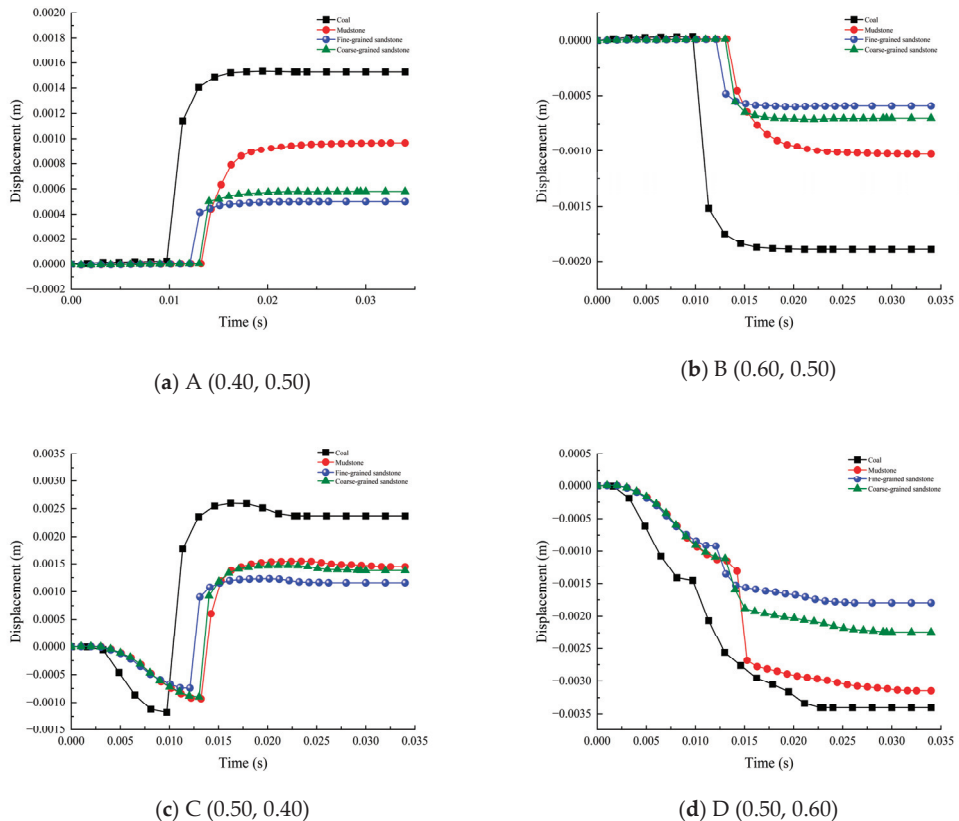 Displacement (m)
0.0020
0.0018
0.0016
0.0014
0.0012
0.0010
0.0008
0.0006
0.0004
0.0002
0.0000
−0.0002
0.00
0.01
0.02
0.03
Time (s)
Coal
Mudstone
Fine-grained sandstone
Coarse-grained sandstone
(a) A (0.40, 0.50)
Displacement (m)
0.0000
−0.0005
−0.0010
−0.0015
−0.0020
0.000
0.005
0.010
0.015
0.020
0.025
0.030
0.035
Time (s)
Coal
Mudstone
Fine-grained sandstone
Coarse-grained sandstone
(b) B (0.60, 0.50)
Displacement (m)
0.0035
0.0030
0.0025
0.0020
0.0015
0.0010
0.0005
0.0000
−0.0005
−0.0010
−0.0015
0.000
0.005
0.010
0.015
0.020
0.025
0.030
0.035
Time (s)
Coal
Mudstone
Fine-grained sandstone
Coarse-grained sandstone
(c) C (0.50, 0.40)
Displacement (m)
0.0005
0.0000
−0.0005
−0.0010
−0.0015
−0.0020
−0.0025
−0.0030
−0.0035
0.000
0.005
0.010
0.015
0.020
0.025
0.030
0.035
Time (s)
Coal
Mudstone
Fine-grained sandstone
Coarse-grained sandstone
(d) D (0.50, 0.60)